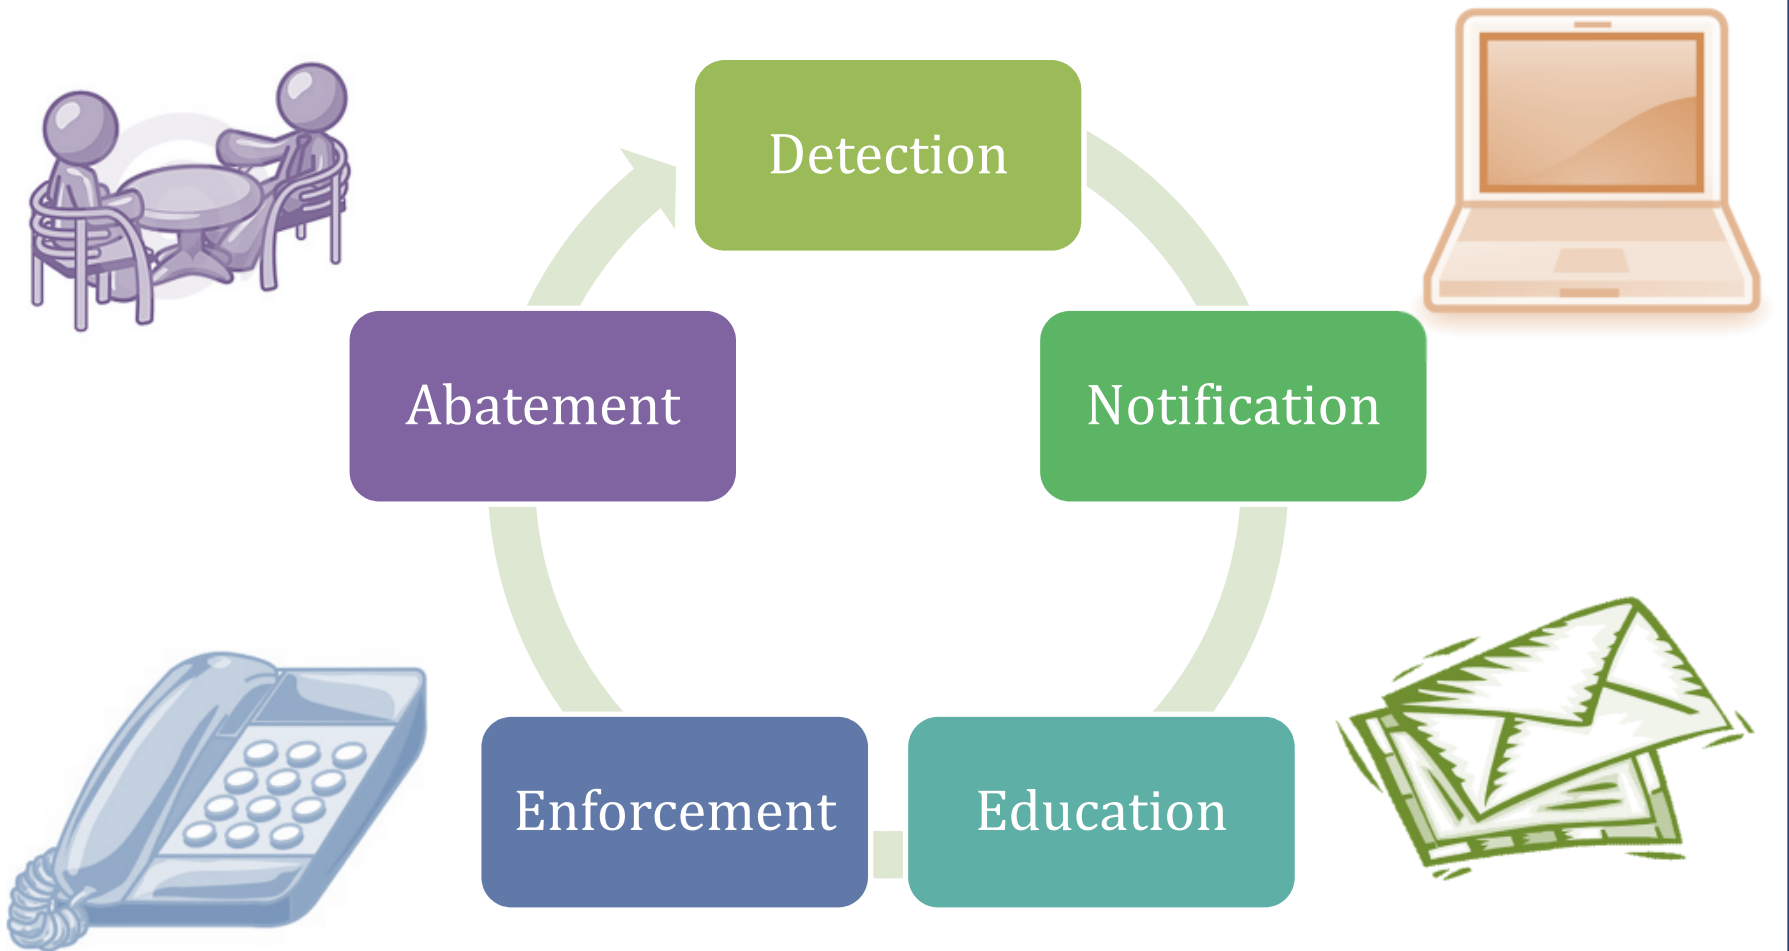 Detection
Notification
Education
Enforcement
Abatement